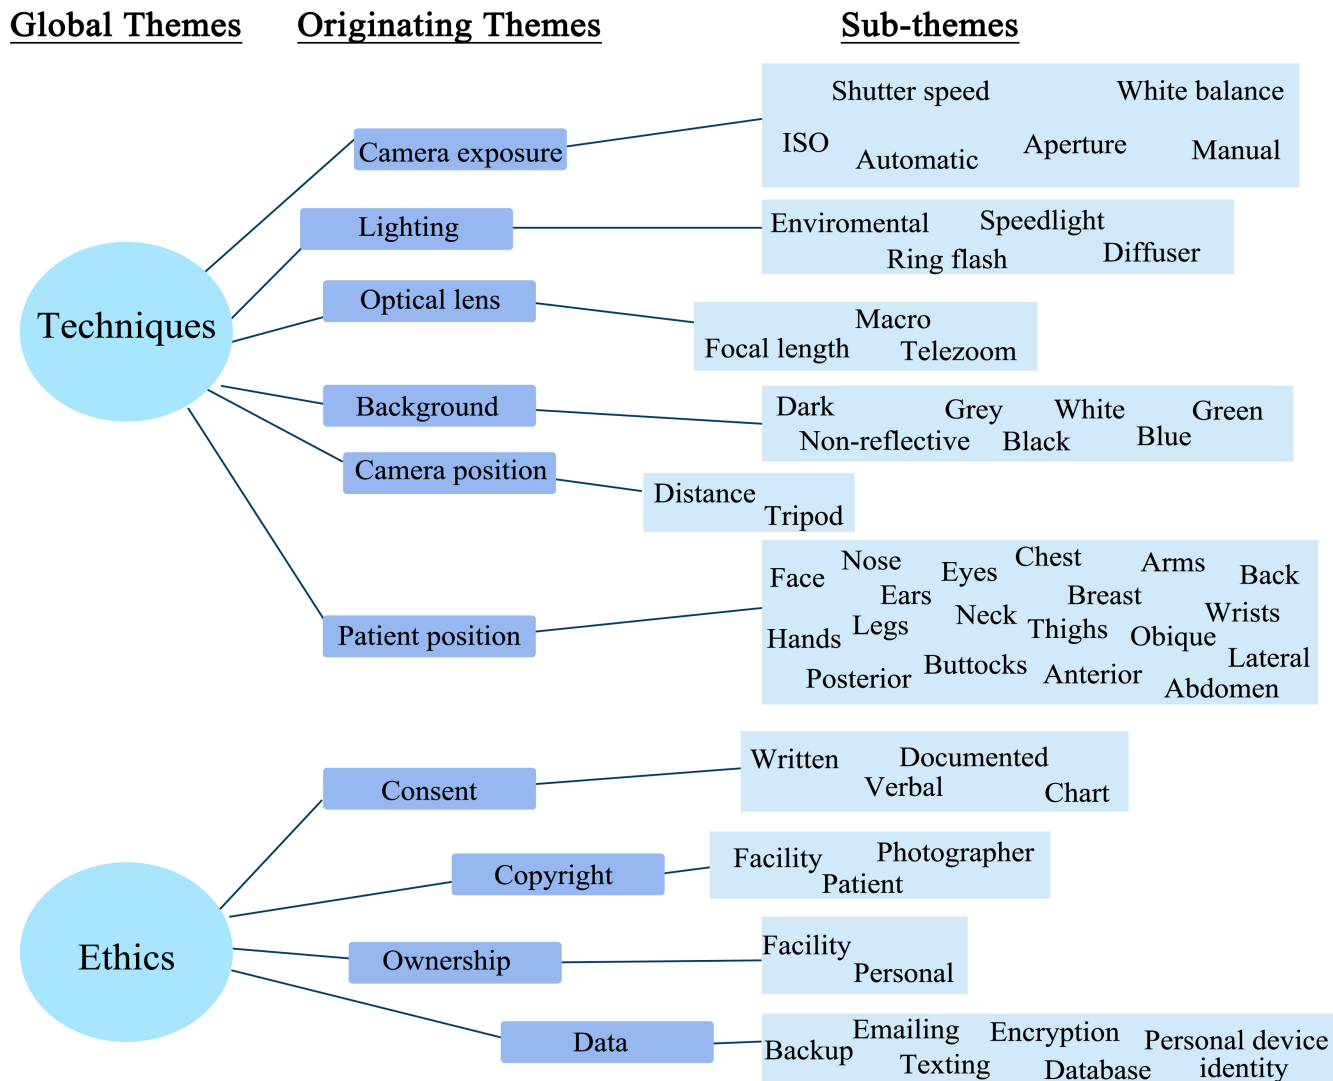 Global Themes
Originating Themes
Sub-themes
Techniques
Camera exposure
Shutter speed
White balance
ISO
Automatic
Aperture
Manual
Lighting
Enviromental
Speedlight
Ring flash
Diffuser
Optical lens
Macro
Focal length
Telezoom
Background
Dark
Grey
White
Green
Non-reflective
Black
Blue
Camera position
Distance
Tripod
Patient position
Face
Nose
Eyes
Chest
Arms
Back
Ears
Breast
Hands
Legs
Neck
Thighs
Obique
Wrists
Posterior
Buttocks
Anterior
Lateral
Abdomen
Ethics
Consent
Written
Documented
Verbal
Chart
Copyright
Facility
Photographer
Patient
Ownership
Facility
Personal
Data
Backup
Emailing
Encryption
Personal device
identity
Texting
Database